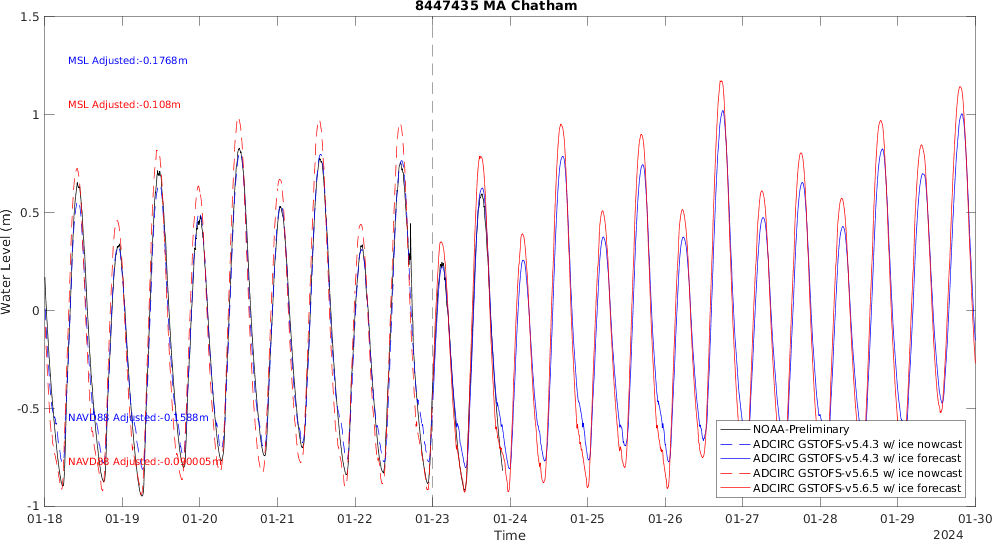 8447435 MA Chatham
1.5
MSL Adjusted:-0.1768m
MSL Adjusted:-0.108m
1
0.5
Water Level (m)
0
-0.5
NAVD88 Adjusted:-0.1588m
NAVD88 Adjusted:-0.090005m
-1
NOAA-Preliminary
ADCIRC GSTOFS-v5.4.3 w/ ice nowcast
ADCIRC GSTOFS-v5.4.3 w/ ice forecast
ADCIRC GSTOFS-v5.6.5 w/ ice nowcast
ADCIRC GSTOFS-v5.6.5 w/ ice forecast
01-18 01-19 01-20 01-21 01-22 01-23 01-24 01-25 01-26 01-27 01-28 01-29 01-30
Time
2024